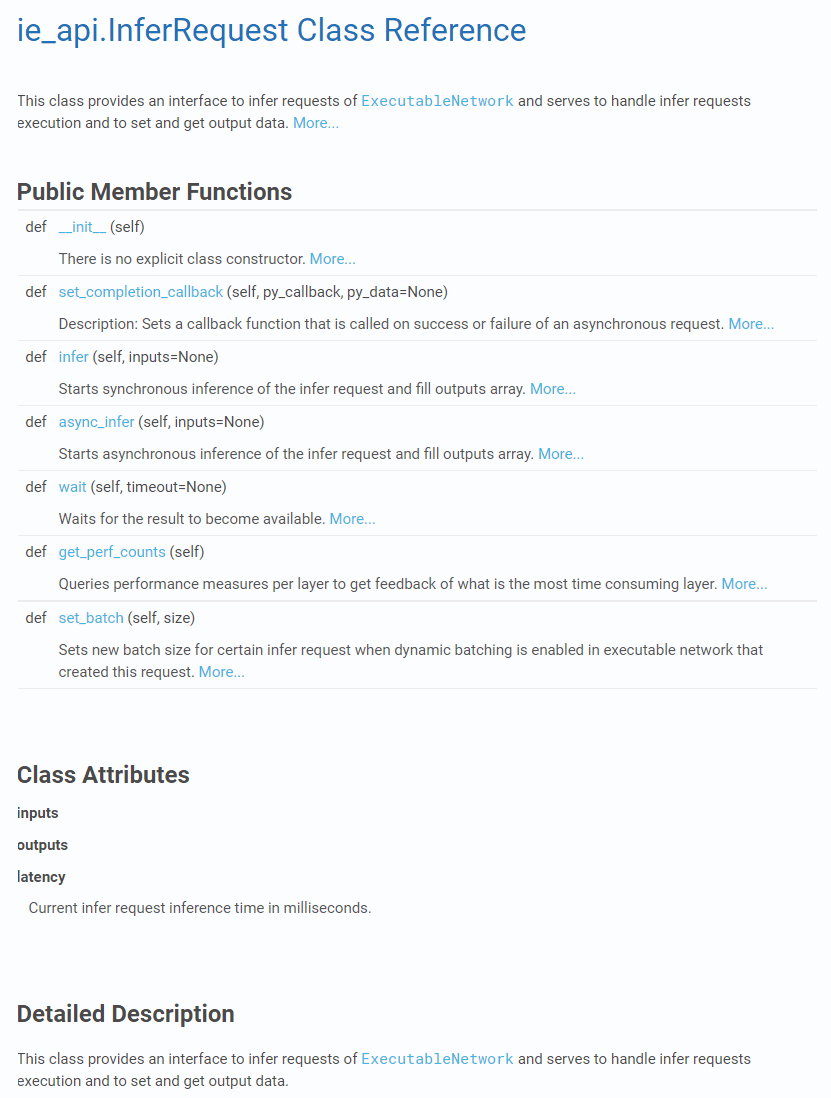 ie_api.InferRequest Class Reference
This class provides an interface to infer requests of ExecutableNetwork and serves to handle infer requests
execution and to set and get output data. More...
Public Member Functions
def __init__ (self)
There is no explicit class constructor. More...
def set_completion_callback (self, py_callback, py_data=None)
Description: Sets a callback function that is called on success or failure of an asynchronous request. More...
def infer (self, inputs=None)
Starts synchronous inference of the infer request and fill outputs array. More...
def async_infer (self, inputs=None)
Starts asynchronous inference of the infer request and fill outputs array. More...
def wait (self, timeout=None)
Waits for the result to become available. More...
def get_perf_counts (self)
Queries performance measures per layer to get feedback of what is the most time consuming layer. More...
def set_batch (self, size)
Sets new batch size for certain infer request when dynamic batching is enabled in executable network that
created this request. More...
Class Attributes
inputs
outputs
latency
Current infer request inference time in milliseconds.
Detailed Description
This class provides an interface to infer requests of ExecutableNetwork and serves to handle infer requests
execution and to set and get output data.